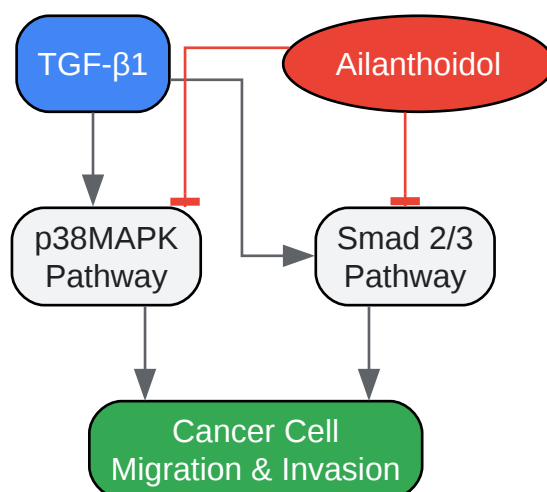 TGF-β1
Ailanthoidol
p38MAPK
Pathway
Smad 2/3
Pathway
Cancer Cell
Migration & Invasion